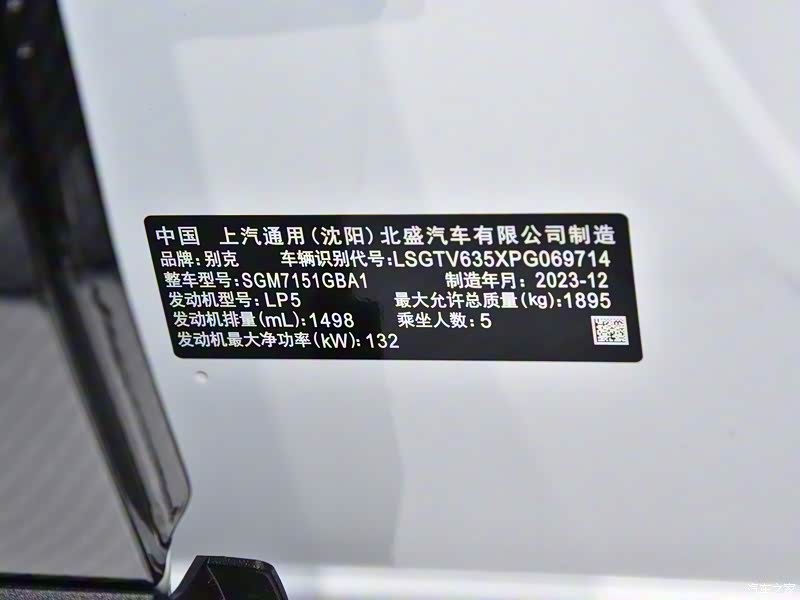 中国 上汽通用(沈阳)北盛汽车有限公司制造
品牌:别克 车辆识别代号:LSGTV635XPG069714
整车型号:SGM7151GBA1 制造年月: 2023-12
发动机型号: LP5 最大允许总质量(kg):1895
发动机排量(mL):1498 乘坐人数: 5
发动机最大净功率(kW): 132
汽车之家